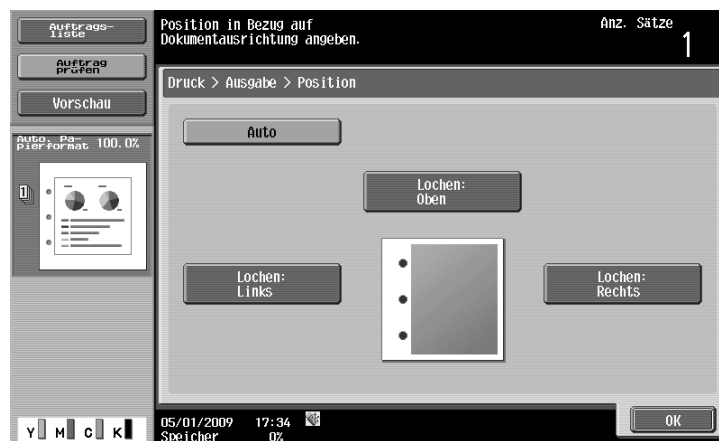 Auftrags-
liste
Auftrag
prüfen
Vorschau
Auto. Pa-
pierformat 100.0%
1
Position in Bezug auf
Dokumentausrichtung angeben.
Anz. Sätze
1
Druck > Ausgabe > Position
Auto
Lochen:
Oben
Lochen:
Links
Lochen:
Rechts
Y M C K
05/01/2009 17:34
Speicher 0%
OK